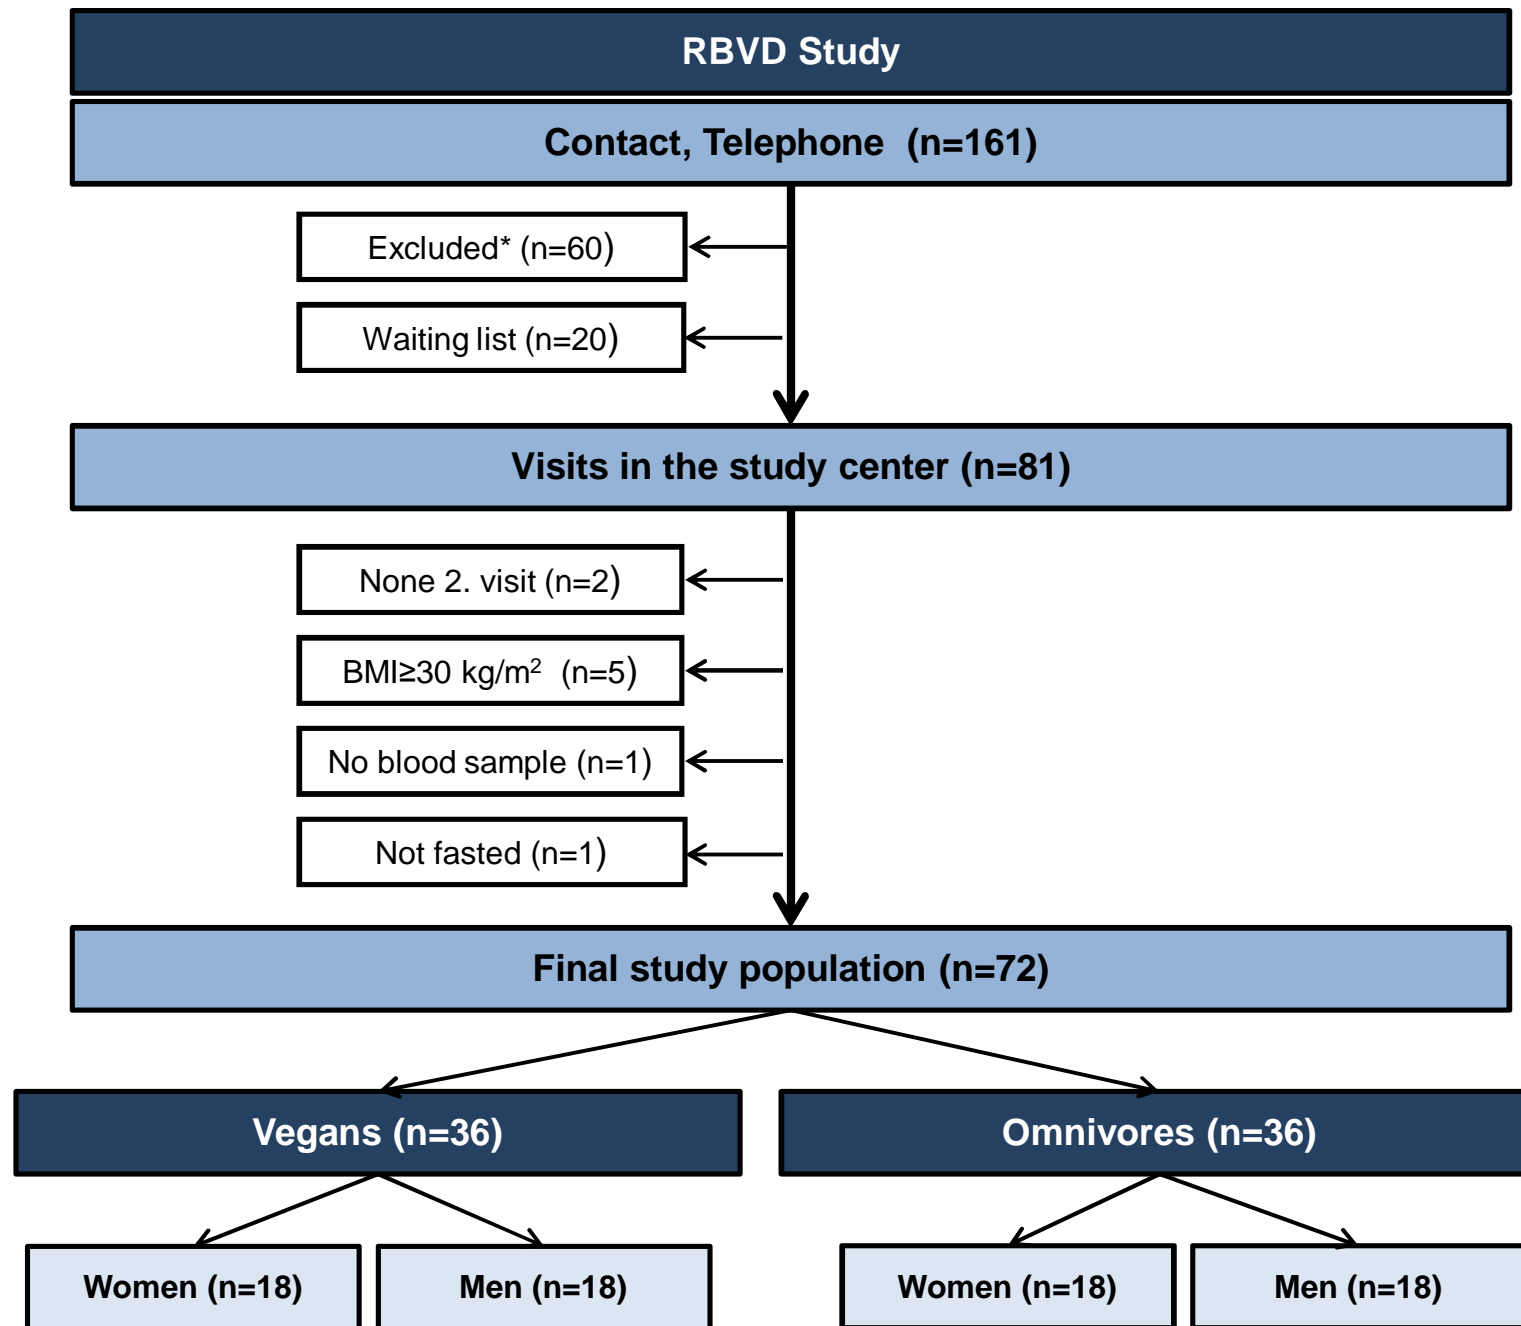 RBVD Study
Contact, Telephone (n=161)
Excluded* (n=60)
Waiting list (n=20)
Visits in the study center (n=81)
None 2. visit (n=2)
BMI≥30 kg/m² (n=5)
No blood sample (n=1)
Not fasted (n=1)
Final study population (n=72)
Vegans (n=36)
Omnivores (n=36)
Women (n=18)
Men (n=18)
Women (n=18)
Men (n=18)